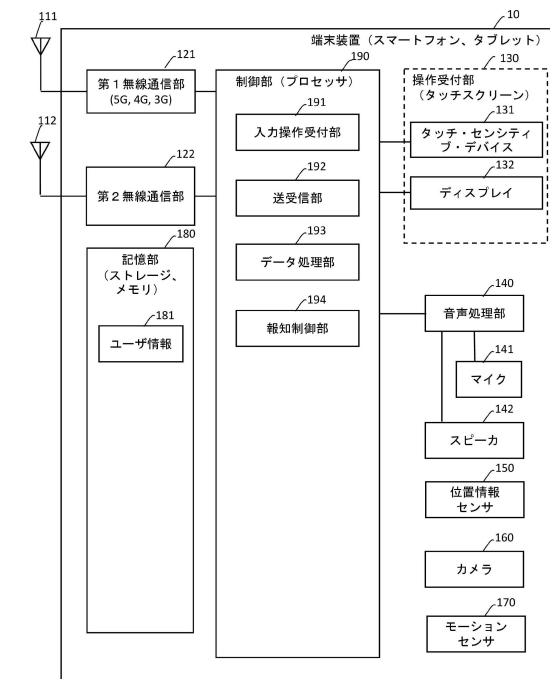 111
10
端末装置（スマートフォン、タブレット）
121
第１無線通信部
(5G, 4G, 3G)
112
122
第２無線通信部
180
記憶部
（ストレージ、
メモリ）
181
ユーザ情報
190
制御部（プロセッサ）
191
入力操作受付部
192
送受信部
193
データ処理部
194
報知制御部
130
操作受付部
（タッチスクリーン）
131
タッチ・センシティ
ブ・デバイス
132
ディスプレイ
140
音声処理部
141
マイク
142
スピーカ
150
位置情報
センサ
160
カメラ
170
モーション
センサ